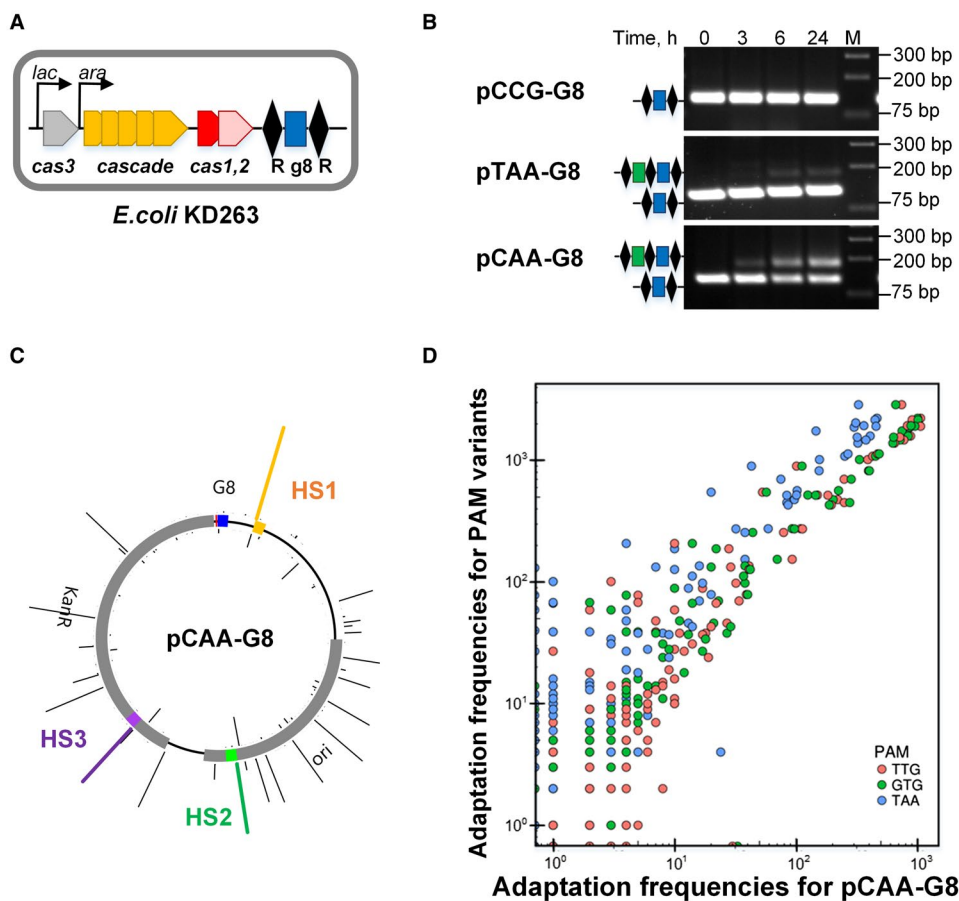 A
lac ara
cas3 cascade cas1,2 R g8 R
E.coli KD263
B
Time, h 0 3 6 24 M
pCCG-G8
300 bp
200 bp
75 bp
pTAA-G8
300 bp
200 bp
75 bp
pCAA-G8
300 bp
200 bp
75 bp
C
G8
HS1
KanR
pCAA-G8
HS3
HS2
ori
D
Adaptation frequencies for PAM variants
10³
10²
10¹
10⁰
PAM
TTG
GTG
TAA
10⁰ 10¹ 10² 10³
Adaptation frequencies for pCAA-G8